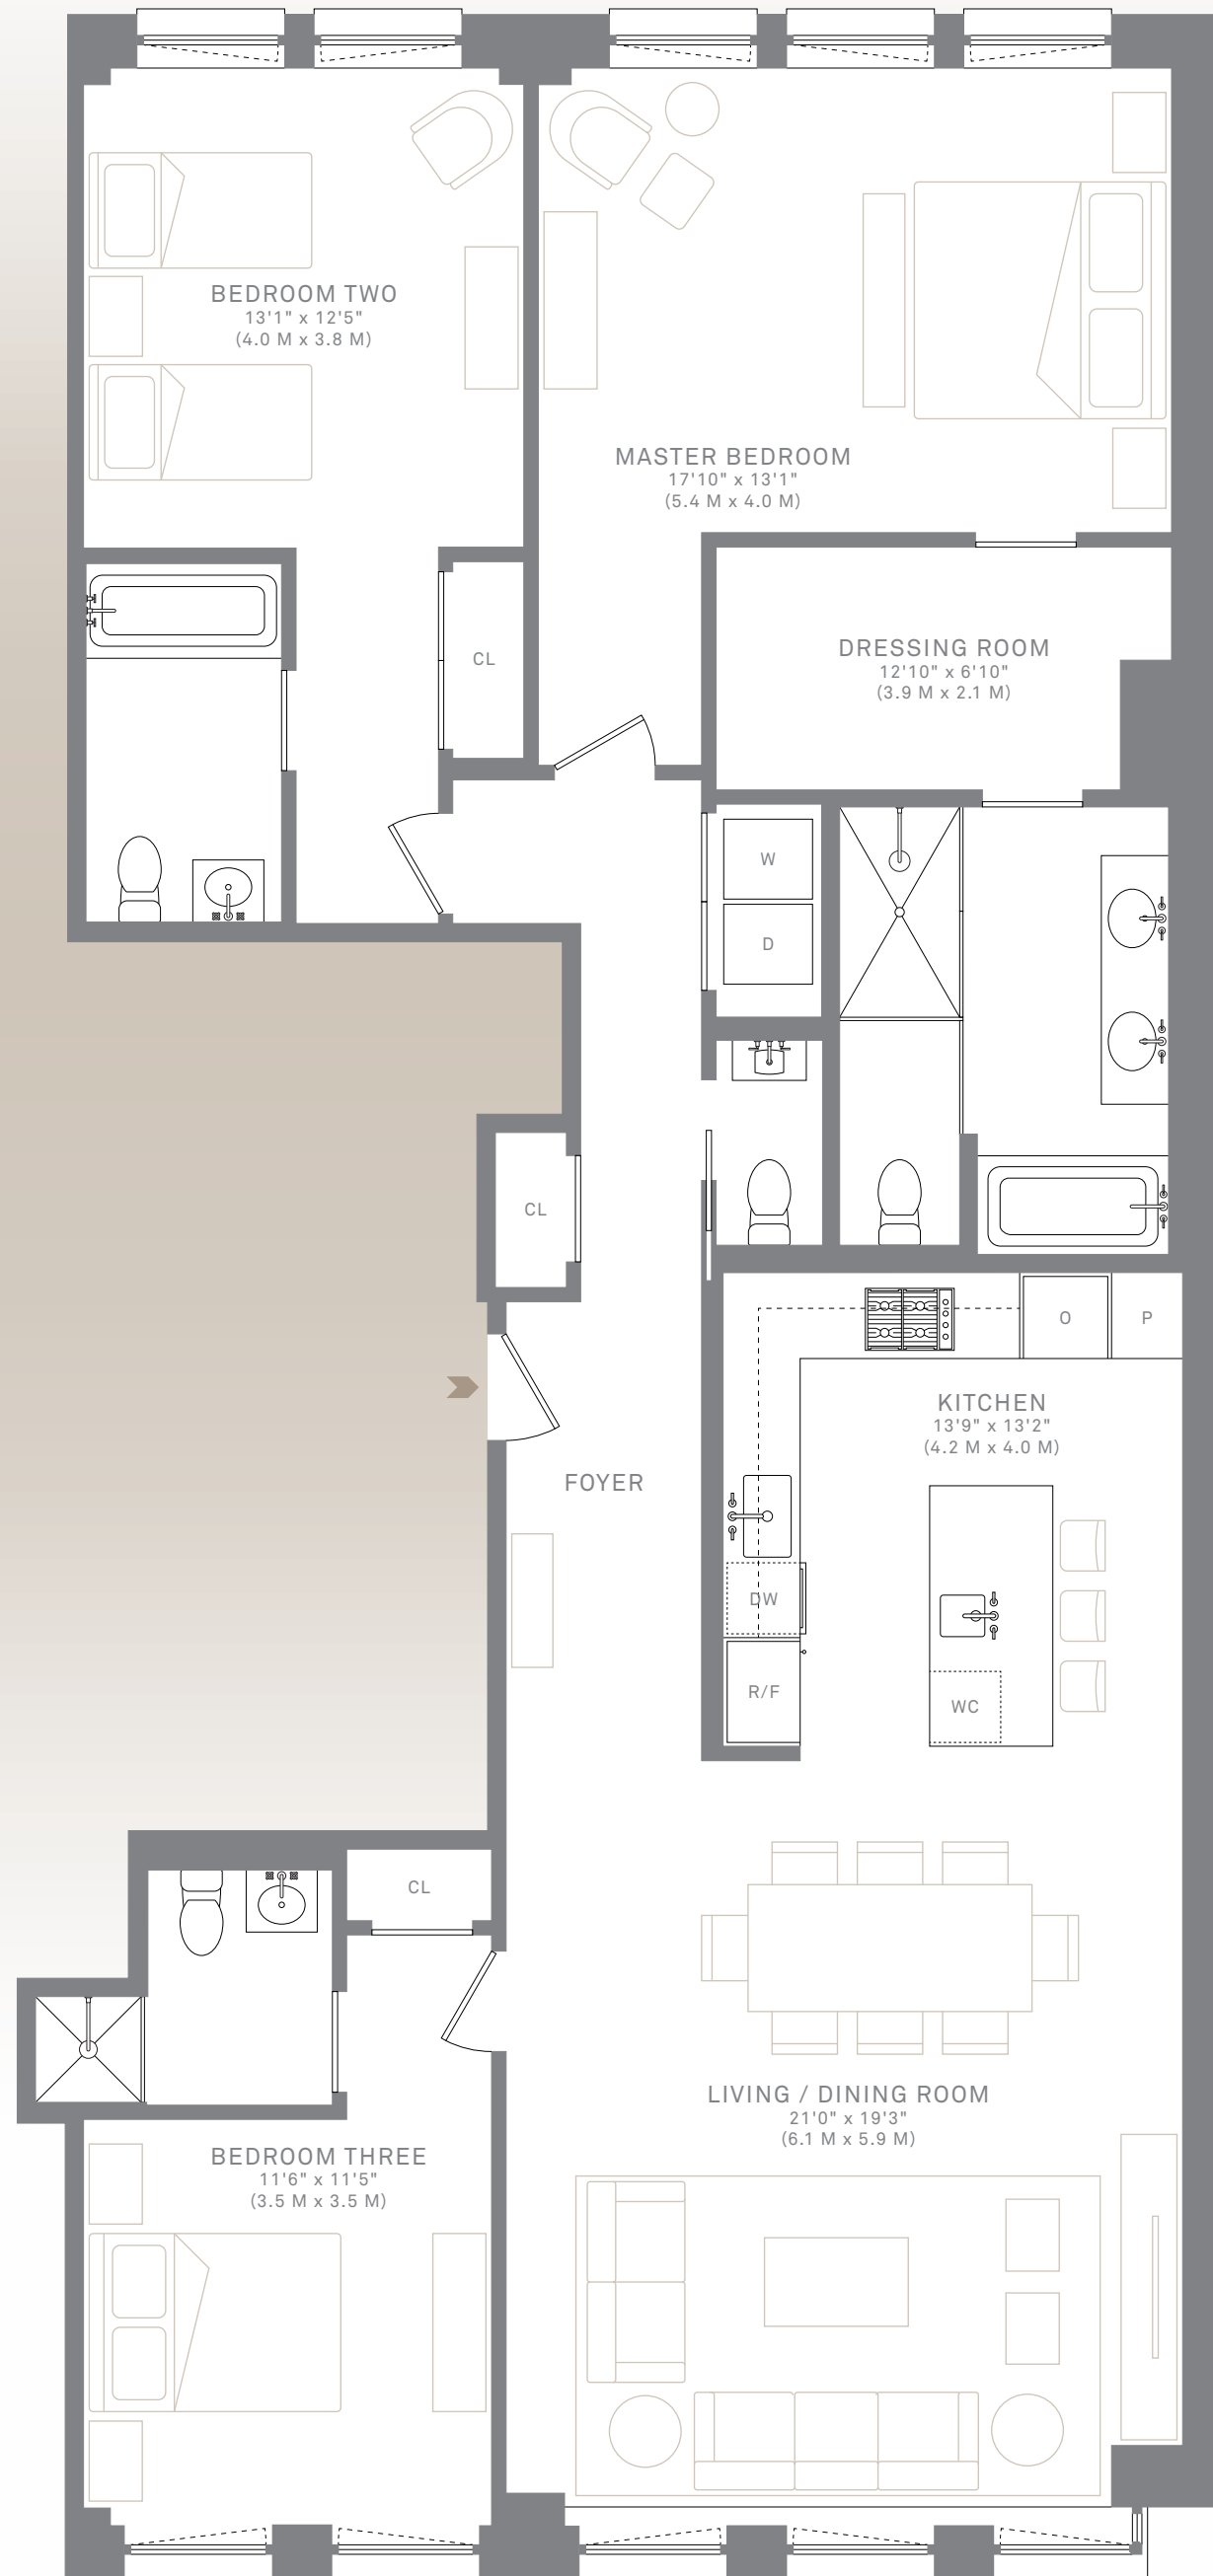 BEDROOM TWO
13'1" x 12'5"
(4.0 M x 3.8 M)
MASTER BEDROOM
17'10" x 13'1"
(5.4 M x 4.0 M)
CL
DRESSING ROOM
12'10" x 6'10"
(3.9 M x 2.1 M)
W
D
CL
O
P
KITCHEN
13'9" x 13'2"
(4.2 M x 4.0 M)
FOYER
DW
R/F
WC
CL
LIVING / DINING ROOM
21'0" x 19'3"
(6.1 M x 5.9 M)
BEDROOM THREE
11'6" x 11'5"
(3.5 M x 3.5 M)